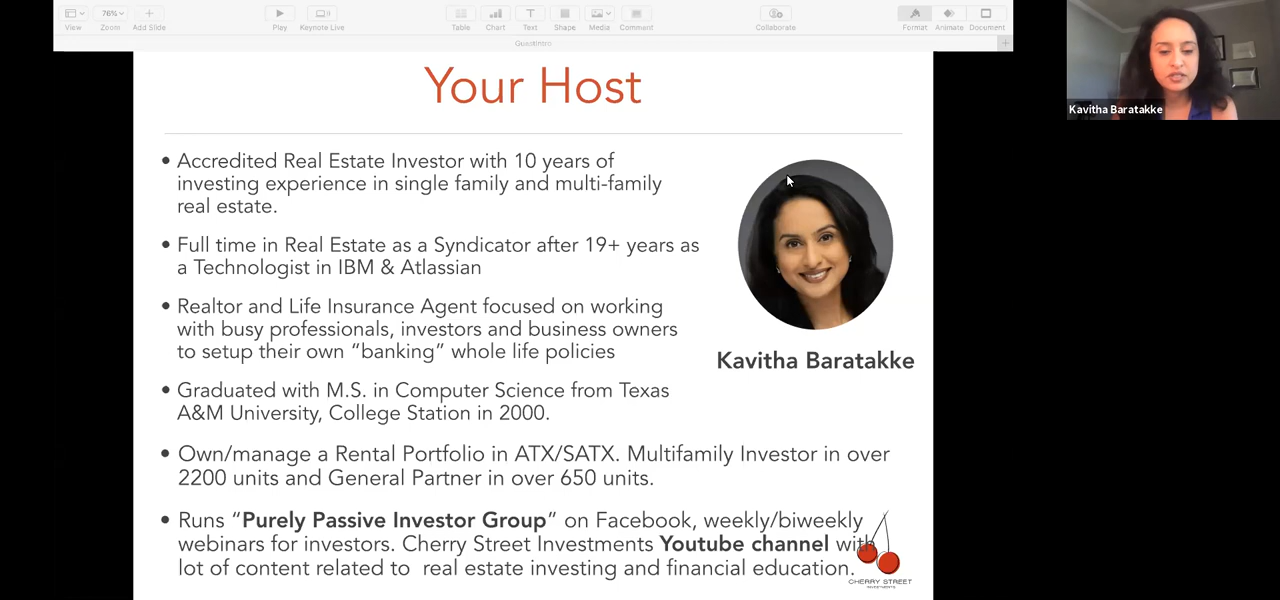 View
76%
Zoom
Add Slide
Play
Keynote Live
Table
Chart
Text
Shape
Media
Comment
Collaborate
Format
Animate
Document
GuestIntro
Your Host
• Accredited Real Estate Investor with 10 years of
investing experience in single family and multi-family
real estate.
• Full time in Real Estate as a Syndicator after 19+ years as
a Technologist in IBM & Atlassian
• Realtor and Life Insurance Agent focused on working
with busy professionals, investors and business owners
to setup their own “banking” whole life policies
• Graduated with M.S. in Computer Science from Texas
A&M University, College Station in 2000.
• Own/manage a Rental Portfolio in ATX/SATX. Multifamily Investor in over
2200 units and General Partner in over 650 units.
• Runs “Purely Passive Investor Group” on Facebook, weekly/biweekly
webinars for investors. Cherry Street Investments Youtube channel with
lot of content related to real estate investing and financial education.
Kavitha Baratakke
CHERRY STREET
INVESTMENTS
Kavitha Baratakke